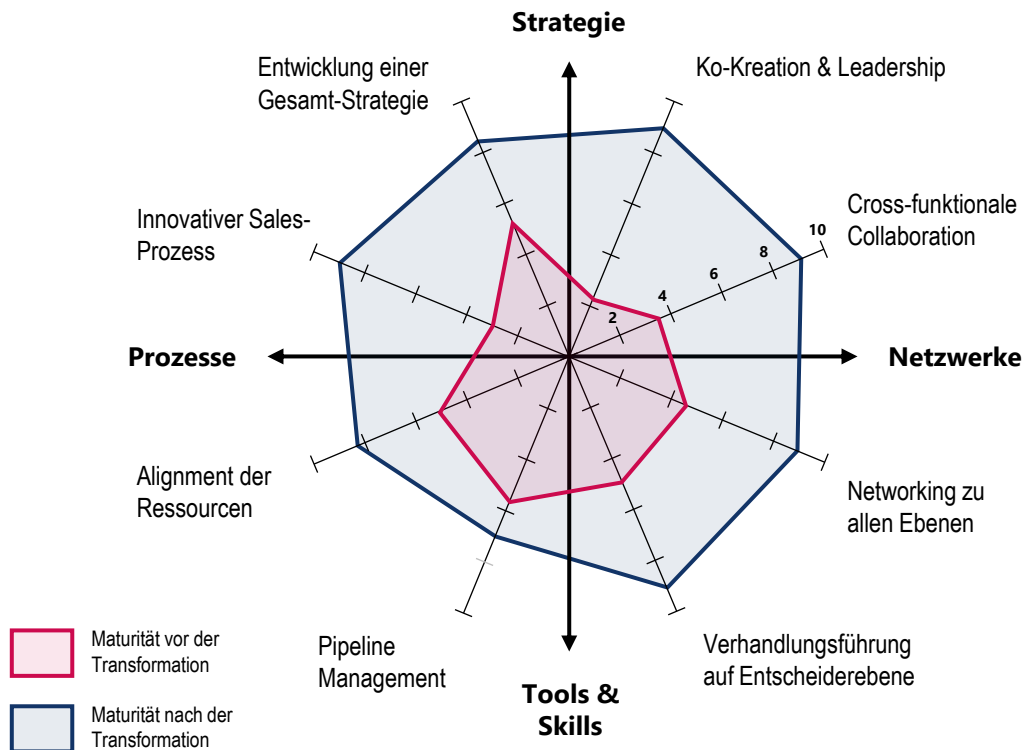 Strategie
Entwicklung einer
Gesamt-Strategie
Ko-Kreation & Leadership
Innovativer Sales-
Prozess
Cross-funktionale
Collaboration
10
8
6
4
2
Prozesse
Netzwerke
Alignment der
Ressourcen
Networking zu
allen Ebenen
Pipeline
Management
Verhandlungsführung
auf Entscheiderebene
Tools &
Skills
Maturität vor der
Transformation
Maturität nach der
Transformation